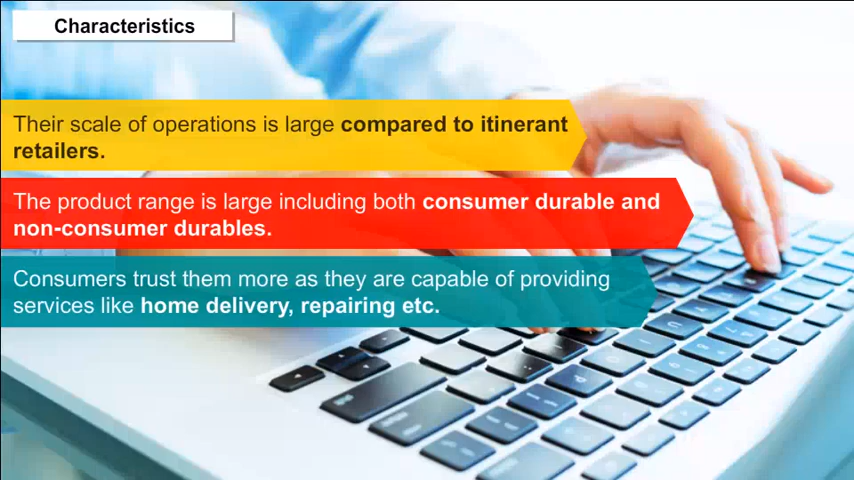 Characteristics
Their scale of operations is large compared to itinerant
retailers.
The product range is large including both consumer durable and
non-consumer durables.
Consumers trust them more as they are capable of providing
services like home delivery, repairing etc.